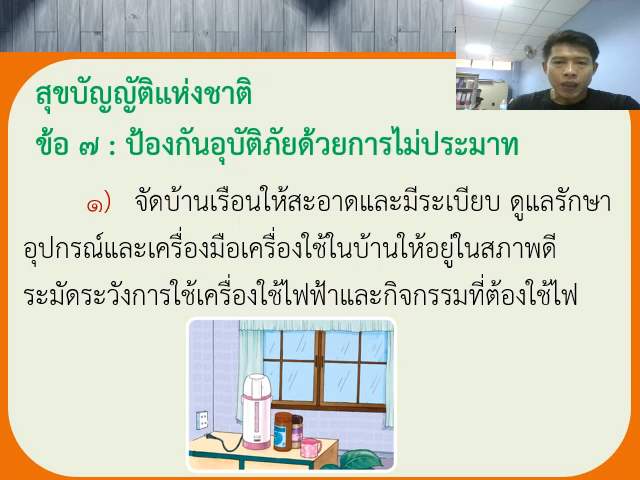 สุขบัญญัติแห่งชาติ
ข้อ ๗ : ป้องกันอุบัติภัยด้วยการไม่ประมาท
๑) จัดบ้านเรือนให้สะอาดและมีระเบียบ ดูแลรักษา
อุปกรณ์และเครื่องมือเครื่องใช้ในบ้านให้อยู่ในสภาพดี
ระมัดระวังการใช้เครื่องใช้ไฟฟ้าและกิจกรรมที่ต้องใช้ไฟ